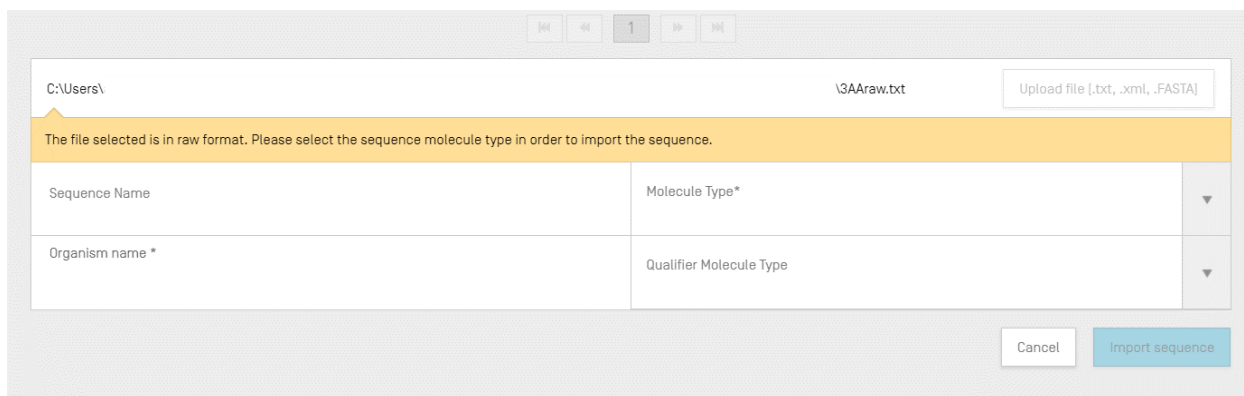 1
C:\Users\ \3AAraw.txt Upload file (.txt, .xml, .FASTA)
The file selected is in raw format. Please select the sequence molecule type in order to import the sequence.
Sequence Name Molecule Type*
Organism name * Qualifier Molecule Type
Cancel Import sequence